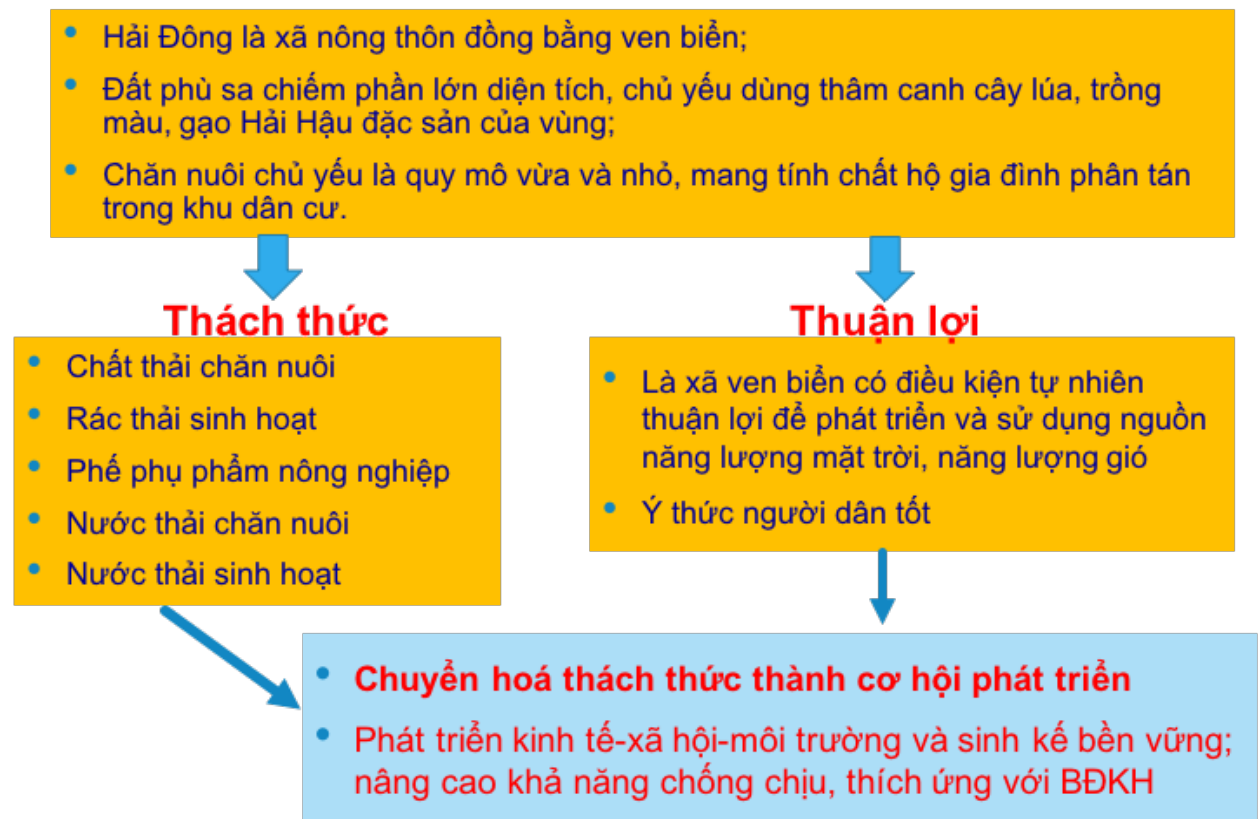 Hải Đông là xã nông thôn đồng bằng ven biển;
Đất phù sa chiếm phần lớn diện tích, chủ yếu dùng thâm canh cây lúa, trồng
màu, gạo Hải Hậu đặc sản của vùng;
Chăn nuôi chủ yếu là quy mô vừa và nhỏ, mang tính chất hộ gia đình phân tán
trong khu dân cư.
Thách thức
Chất thải chăn nuôi
Rác thải sinh hoạt
Phế phụ phẩm nông nghiệp
Nước thải chăn nuôi
Nước thải sinh hoạt
Thuận lợi
Là xã ven biển có điều kiện tự nhiên
thuận lợi để phát triển và sử dụng nguồn
năng lượng mặt trời, năng lượng gió
Ý thức người dân tốt
Chuyển hoá thách thức thành cơ hội phát triển
Phát triển kinh tế-xã hội-môi trường và sinh kế bền vững;
nâng cao khả năng chống chịu, thích ứng với BĐKH